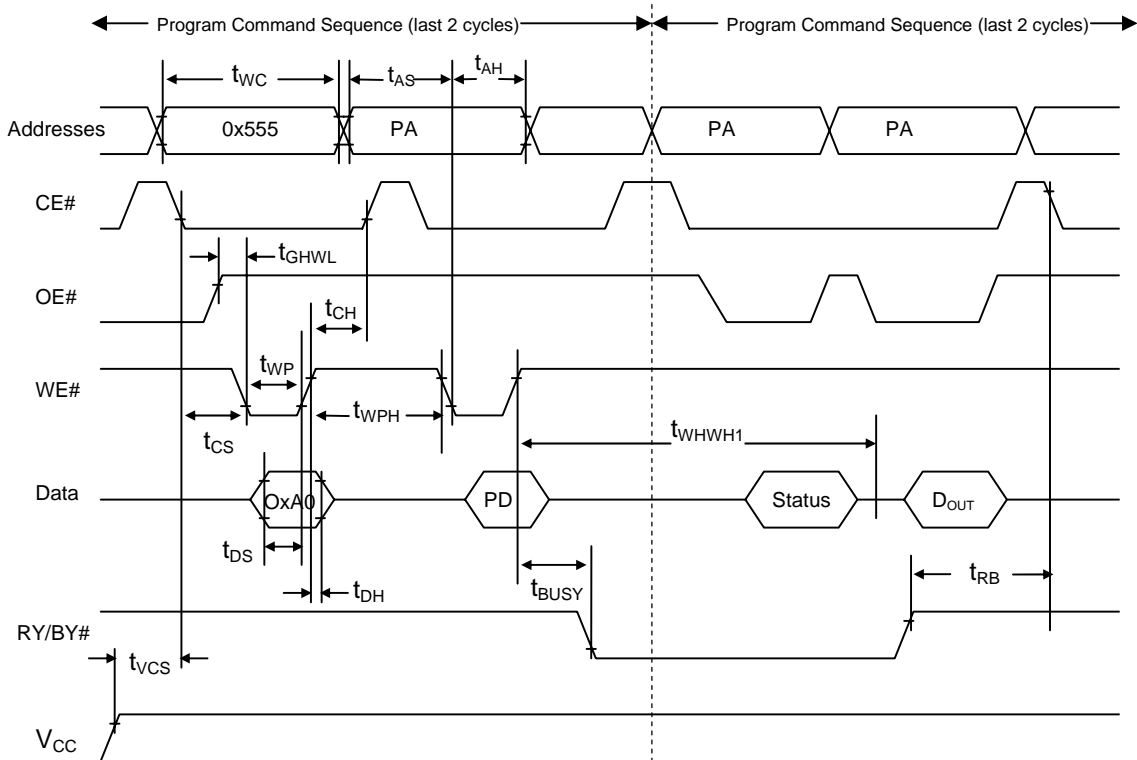 Program Command Sequence (last 2 cycles)
Program Command Sequence (last 2 cycles)
tWC
tAS
tAH
Addresses
0x555
PA
PA
PA
CE#
tGHWL
OE#
tCH
tWP
WE#
tWPH
tCS
tWHWH1
Data
OxA0
PD
Status
DOUT
tDS
tDH
tBUSY
tRB
RY/BY#
tVCS
VCC